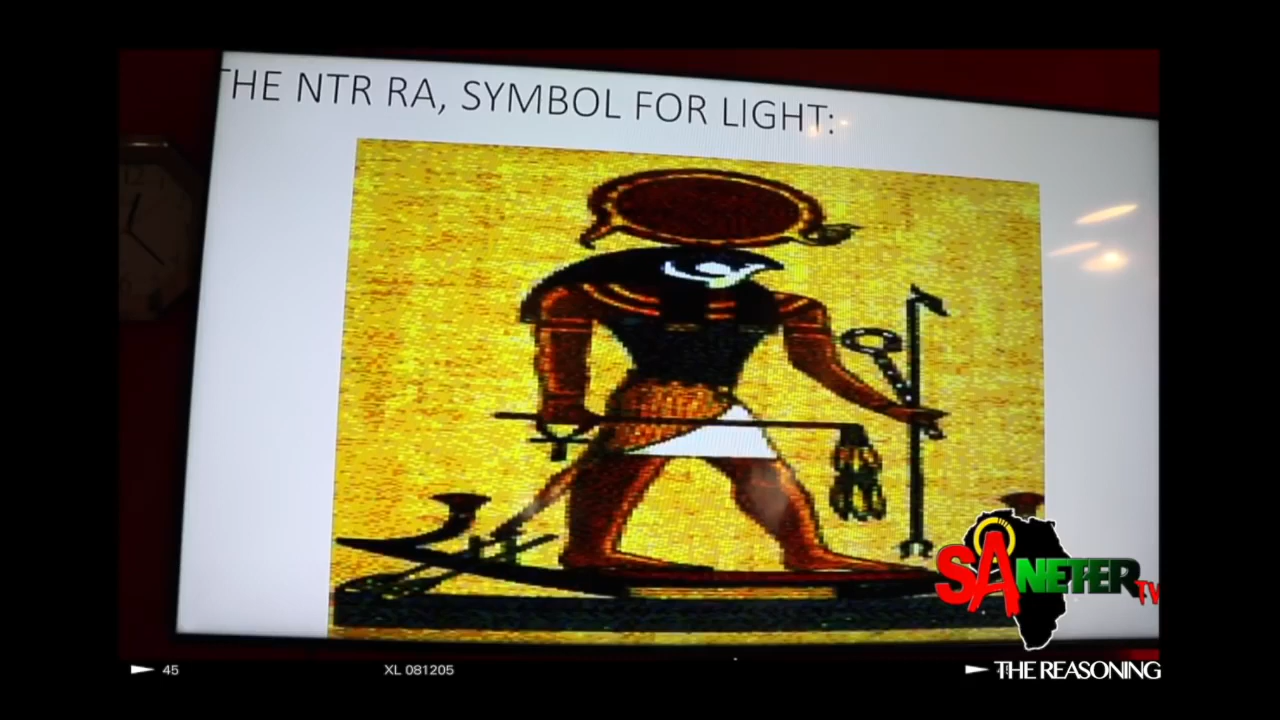 THE NTR RA, SYMBOL FOR LIGHT:
SANETER TV
45
XL 081205
THE REASONING